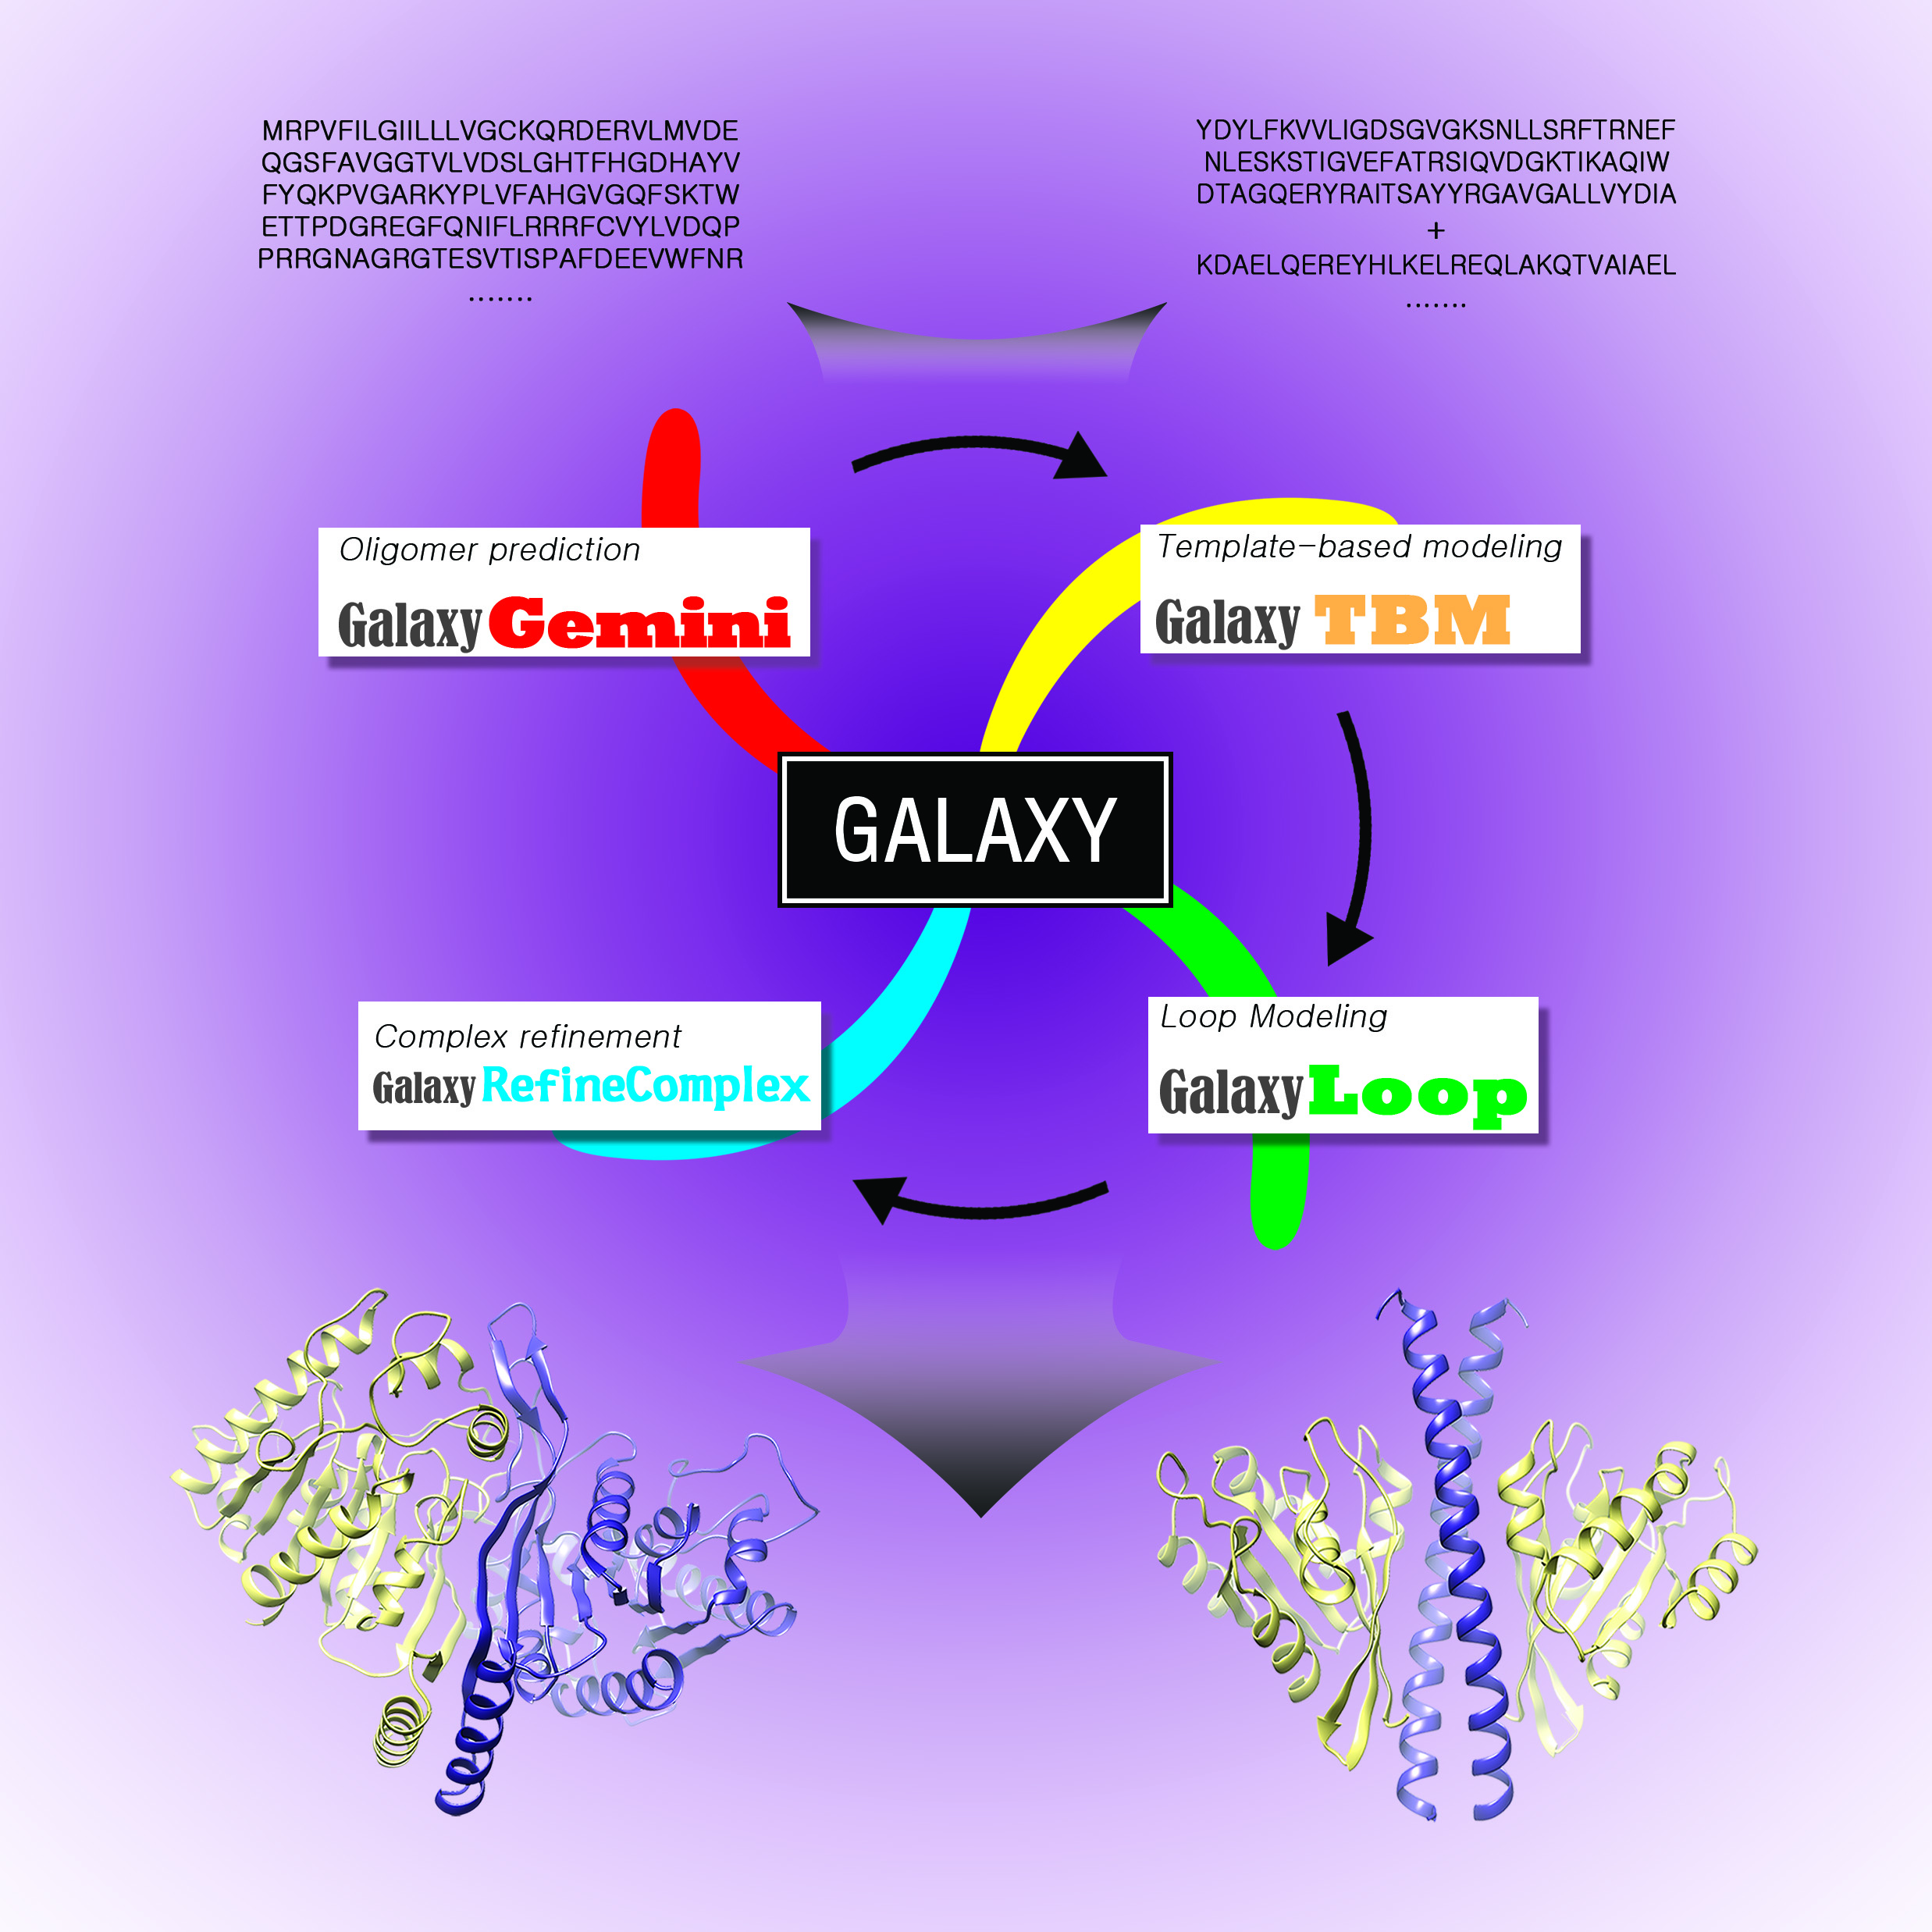 MRPVFILGIILLLVGCKQRDERVLMVDE
QGSFAVGGTVLVDSLGHTFHGDHAYV
FYQKPVGARKYPLVFAHGVGQFSKTW
ETTPDGREGFQNIFLRRRFCVYLVDQP
PRRGNAGRGTESVTISPAFDEEVWFNR
.......
YDYLFKVVLIGDSGVGKSNLLSRFTRNEF
NLESKSTIGVEFATRSIQVDGKTIKAQIW
DTAGQERYRAITSAYYRGAVGALLVYDIA
+
KDAELQEREYHLKELREQLAKQTVAIAEL
.......
Oligomer prediction
Galaxy Gemini
Template-based modeling
Galaxy TBM
GALAXY
Complex refinement
Galaxy RefineComplex
Loop Modeling
Galaxy Loop